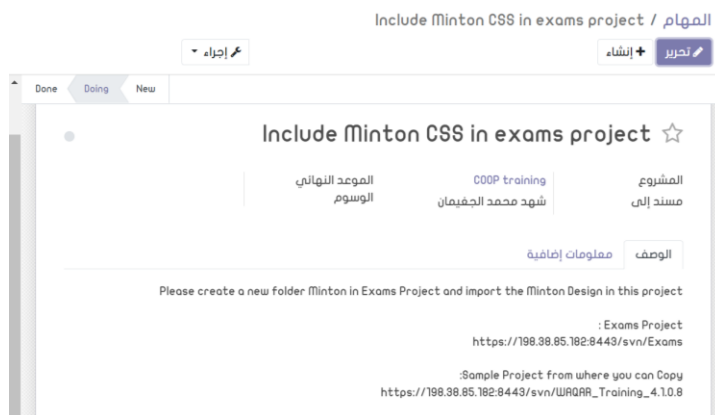 المهام / Include Minton CSS in exams project
تحرير
إنشاء
إجراء
New
Doing
Done
Include Minton CSS in exams project
المشروع
COOP training
الموعد النهائي
مسند إلى
شهد محمد الجغيمان
الوسوم
الوصف
معلومات إضافية
Please create a new folder Minton in Exams Project and import the Minton Design in this project
Exams Project :
https://198.38.85.182:8443/svn/Exams
Sample Project from where you can Copy:
https://198.38.85.182:8443/svn/WAQAR_Training_4.1.0.8